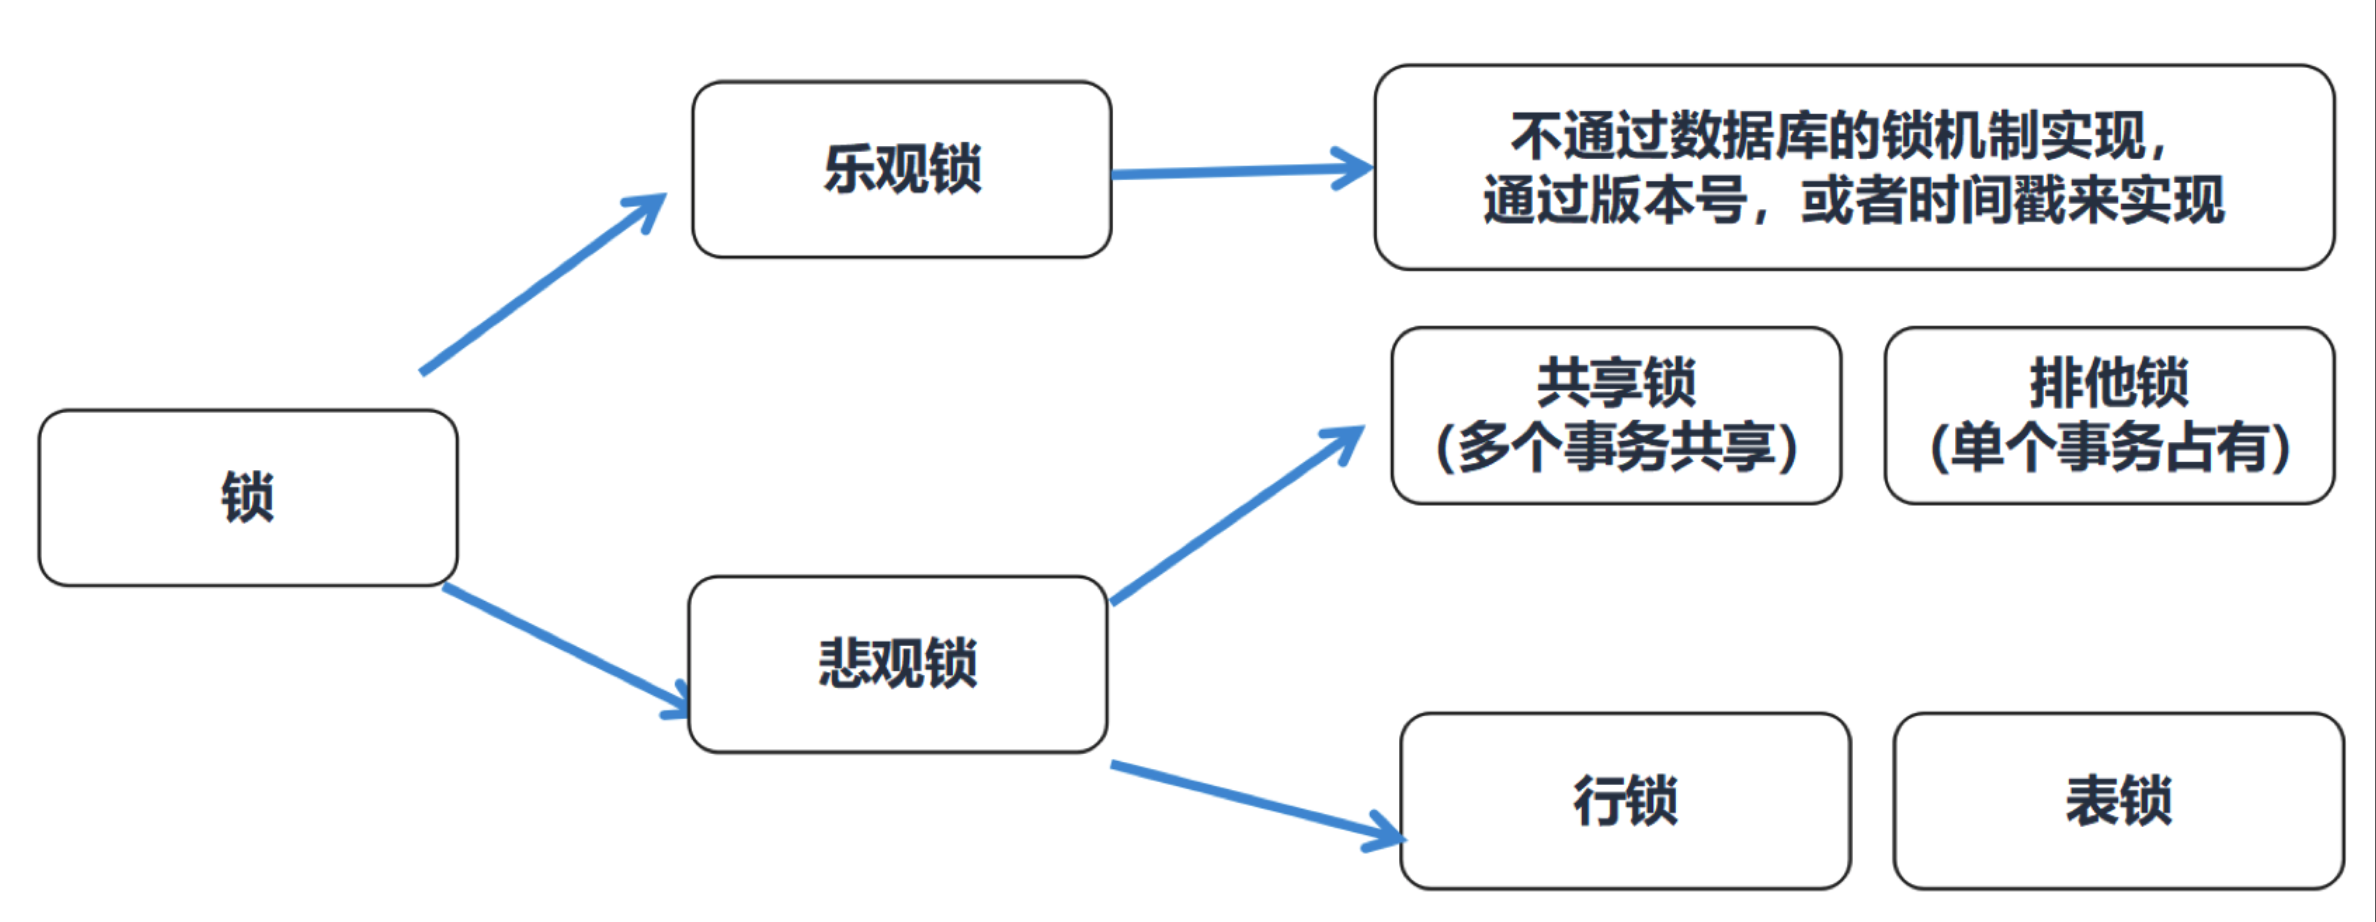 乐观锁
不通过数据库的锁机制实现，
通过版本号，或者时间戳来实现
共享锁
（多个事务共享）
排他锁
（单个事务占有）
锁
悲观锁
行锁
表锁